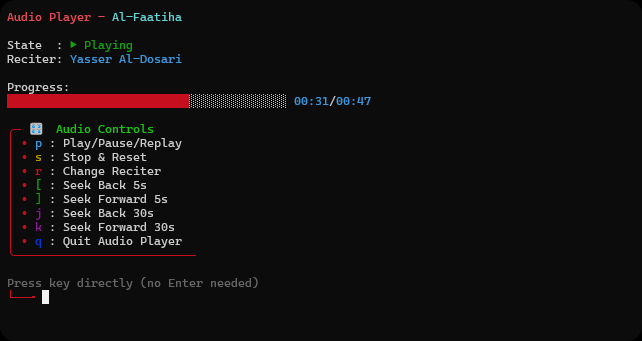 Audio Player - Al-Faatiha
State : ▶ Playing
Reciter: Yasser Al-Dosari
Progress:
00:31/00:47
🎛 Audio Controls
• p : Play/Pause/Replay
• s : Stop & Reset
• r : Change Reciter
• [ : Seek Back 5s
• ] : Seek Forward 5s
• j : Seek Back 30s
• k : Seek Forward 30s
• q : Quit Audio Player
Press key directly (no Enter needed)